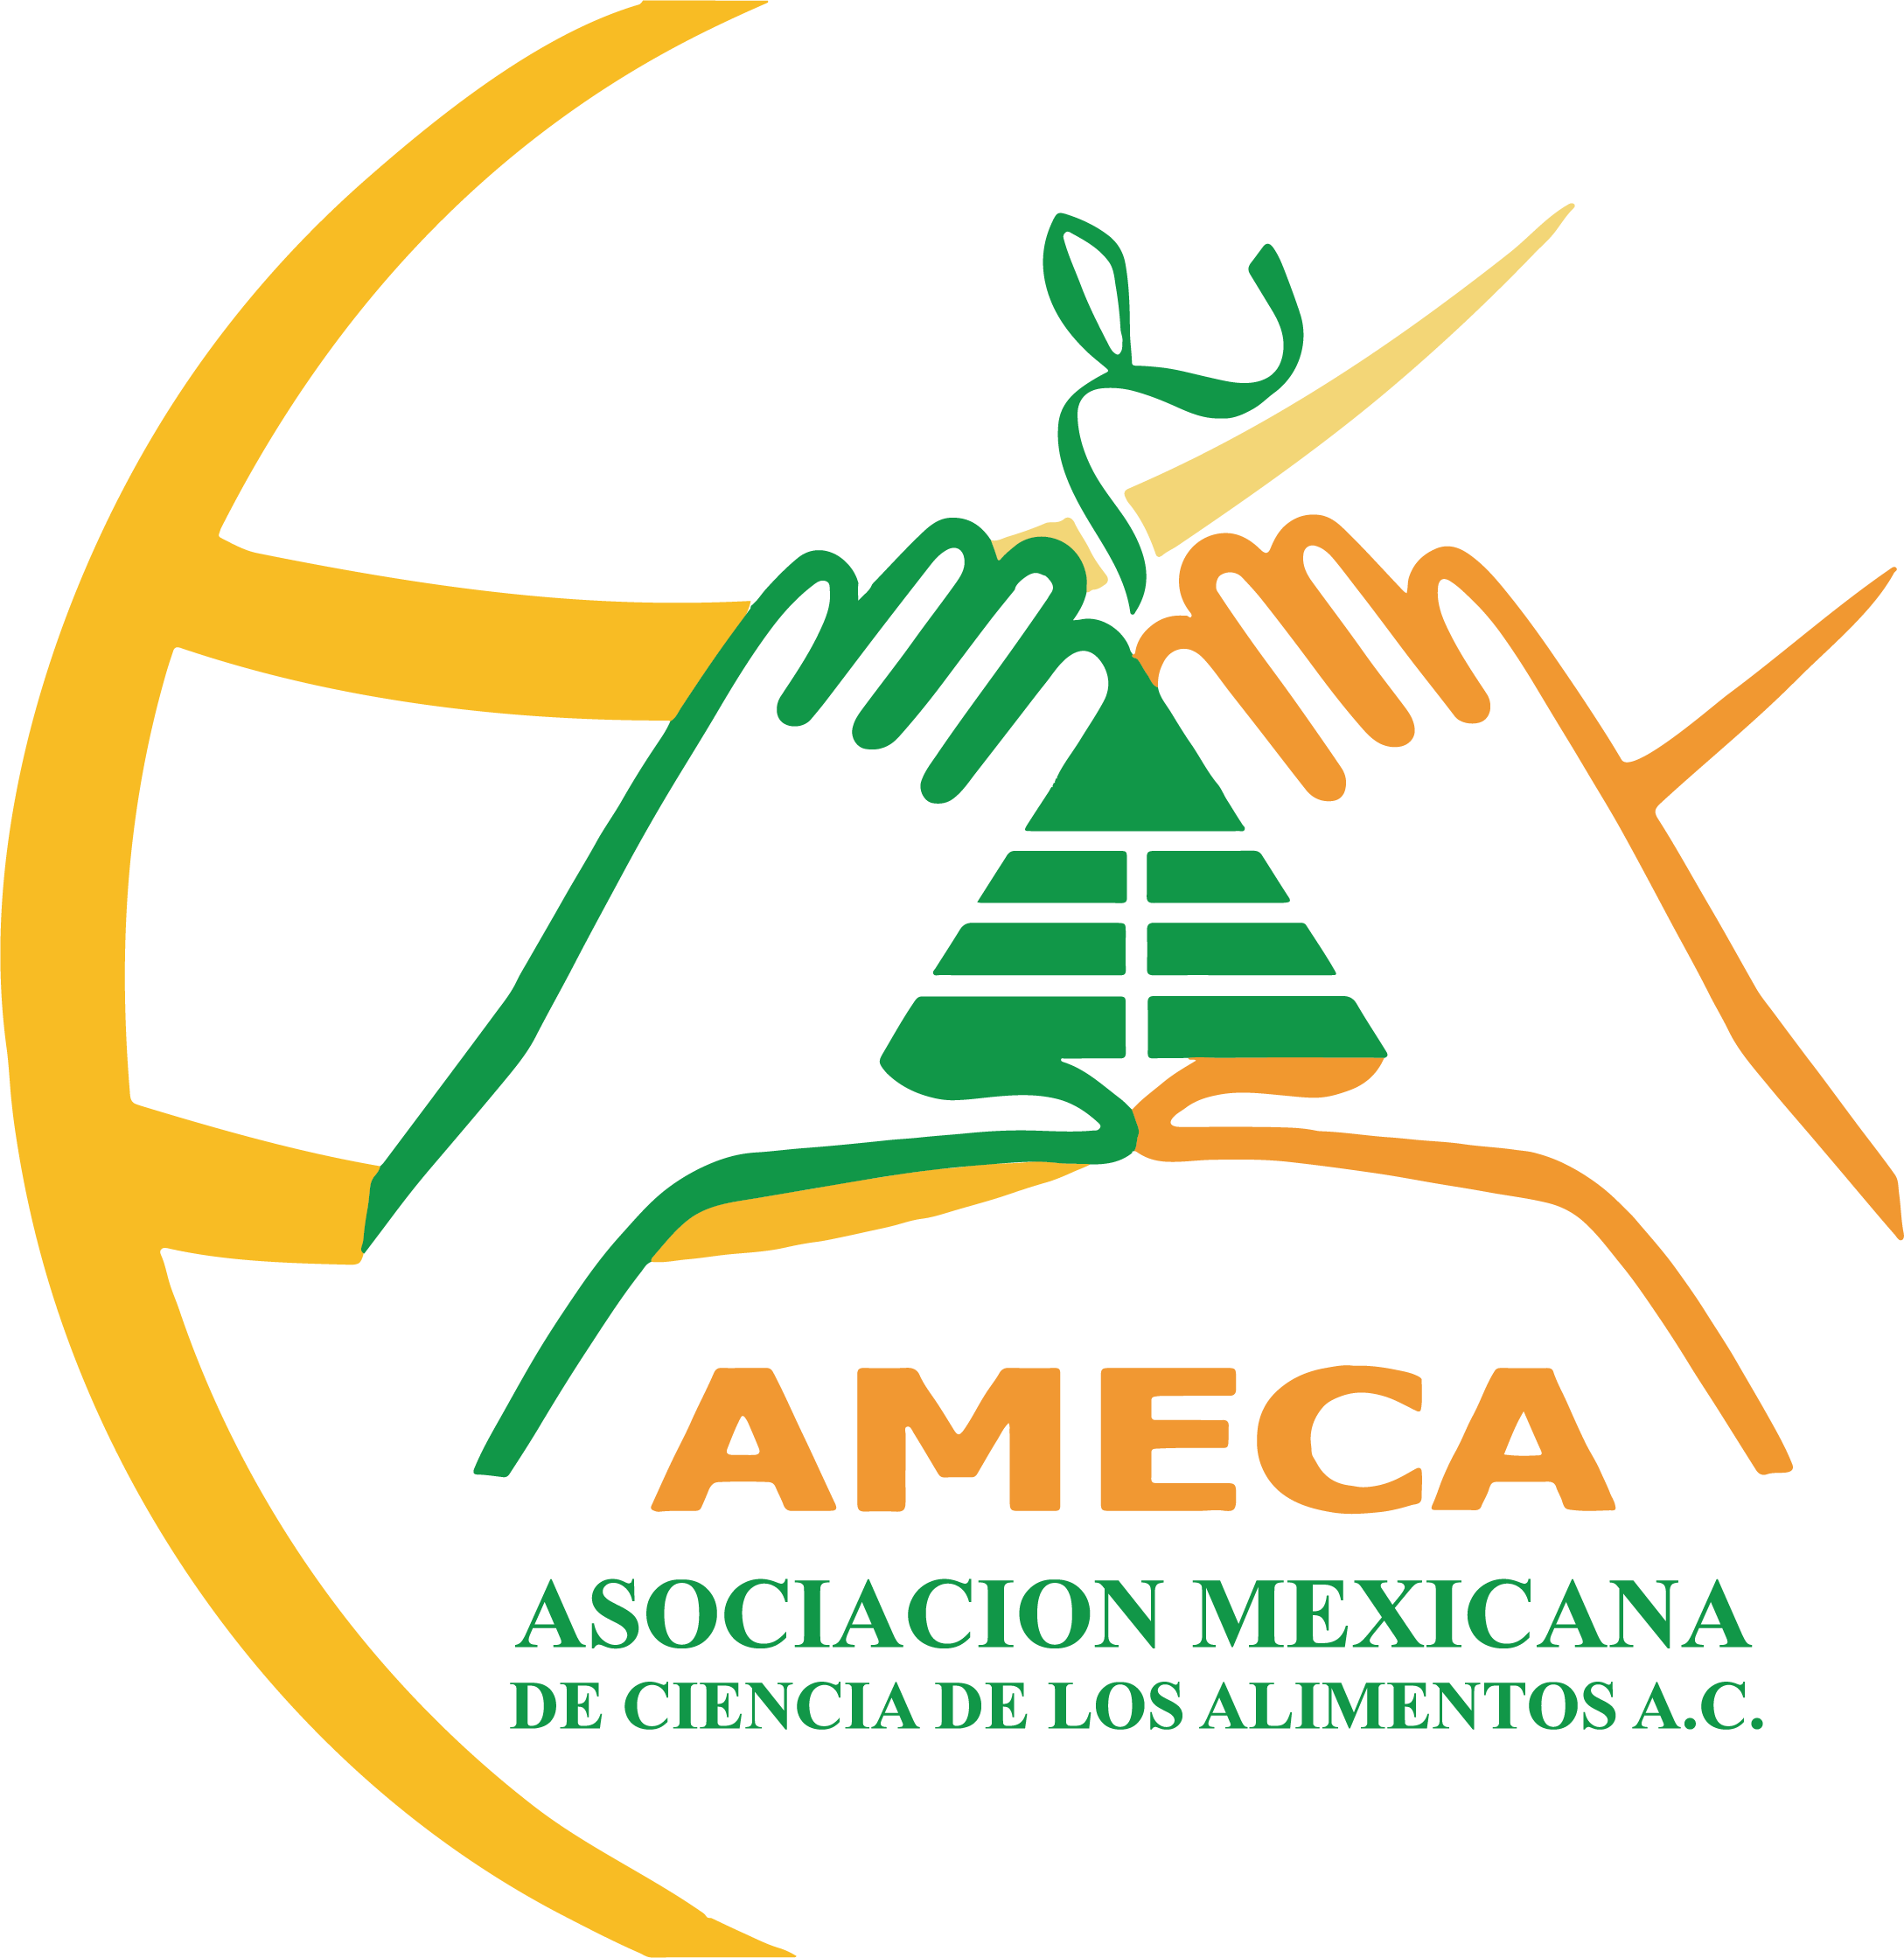 AMECA
ASOCIACION MEXICANA
DE CIENCIA DE LOS ALIMENTOS A.C.